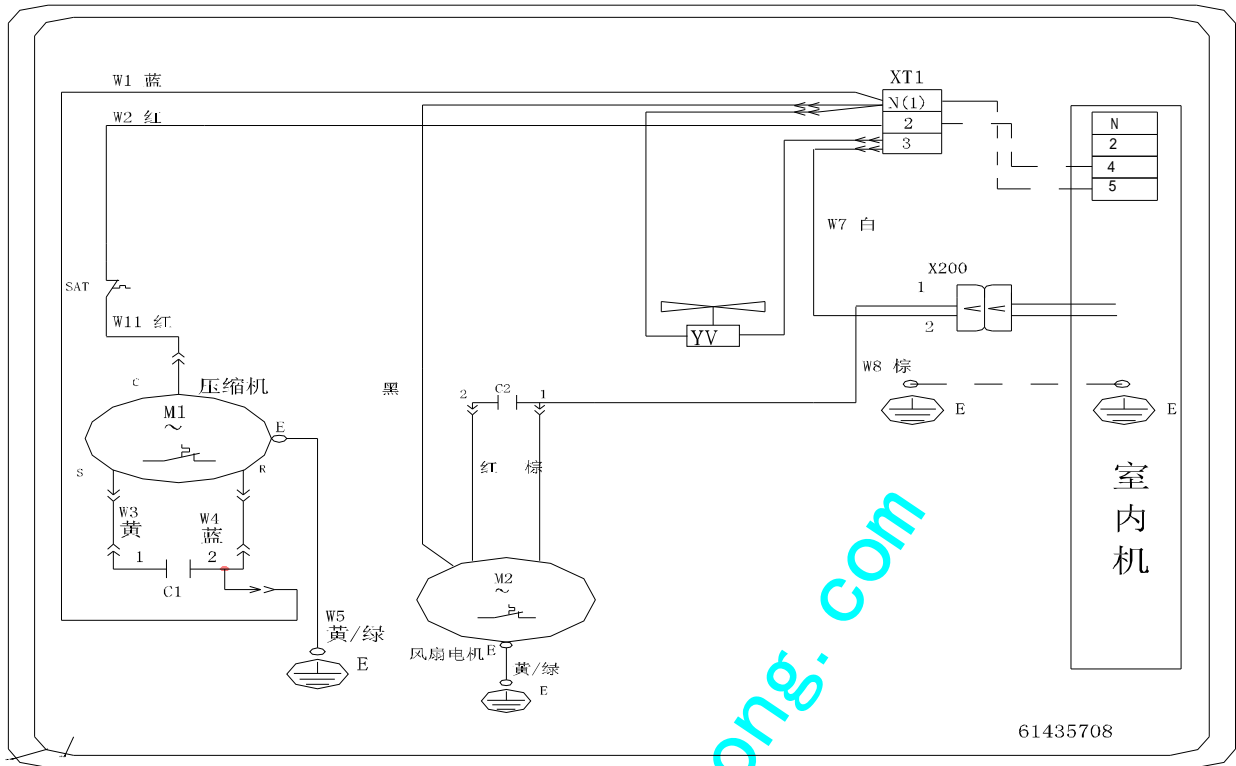 W1 蓝
XT1
N(1)
2
3
W2 红
N
2
4
5
W7 白
X200
1
2
SAT
W11 红
YV
W8 棕
C
压缩机
黑
2
C2
1
E
E
M1
~
E
S
R
红
棕
W3
黄
W4
蓝
1
2
C1
室内机
M2
~
W5
黄/绿
E
风扇电机
E
黄/绿
E
ong. com
61435708